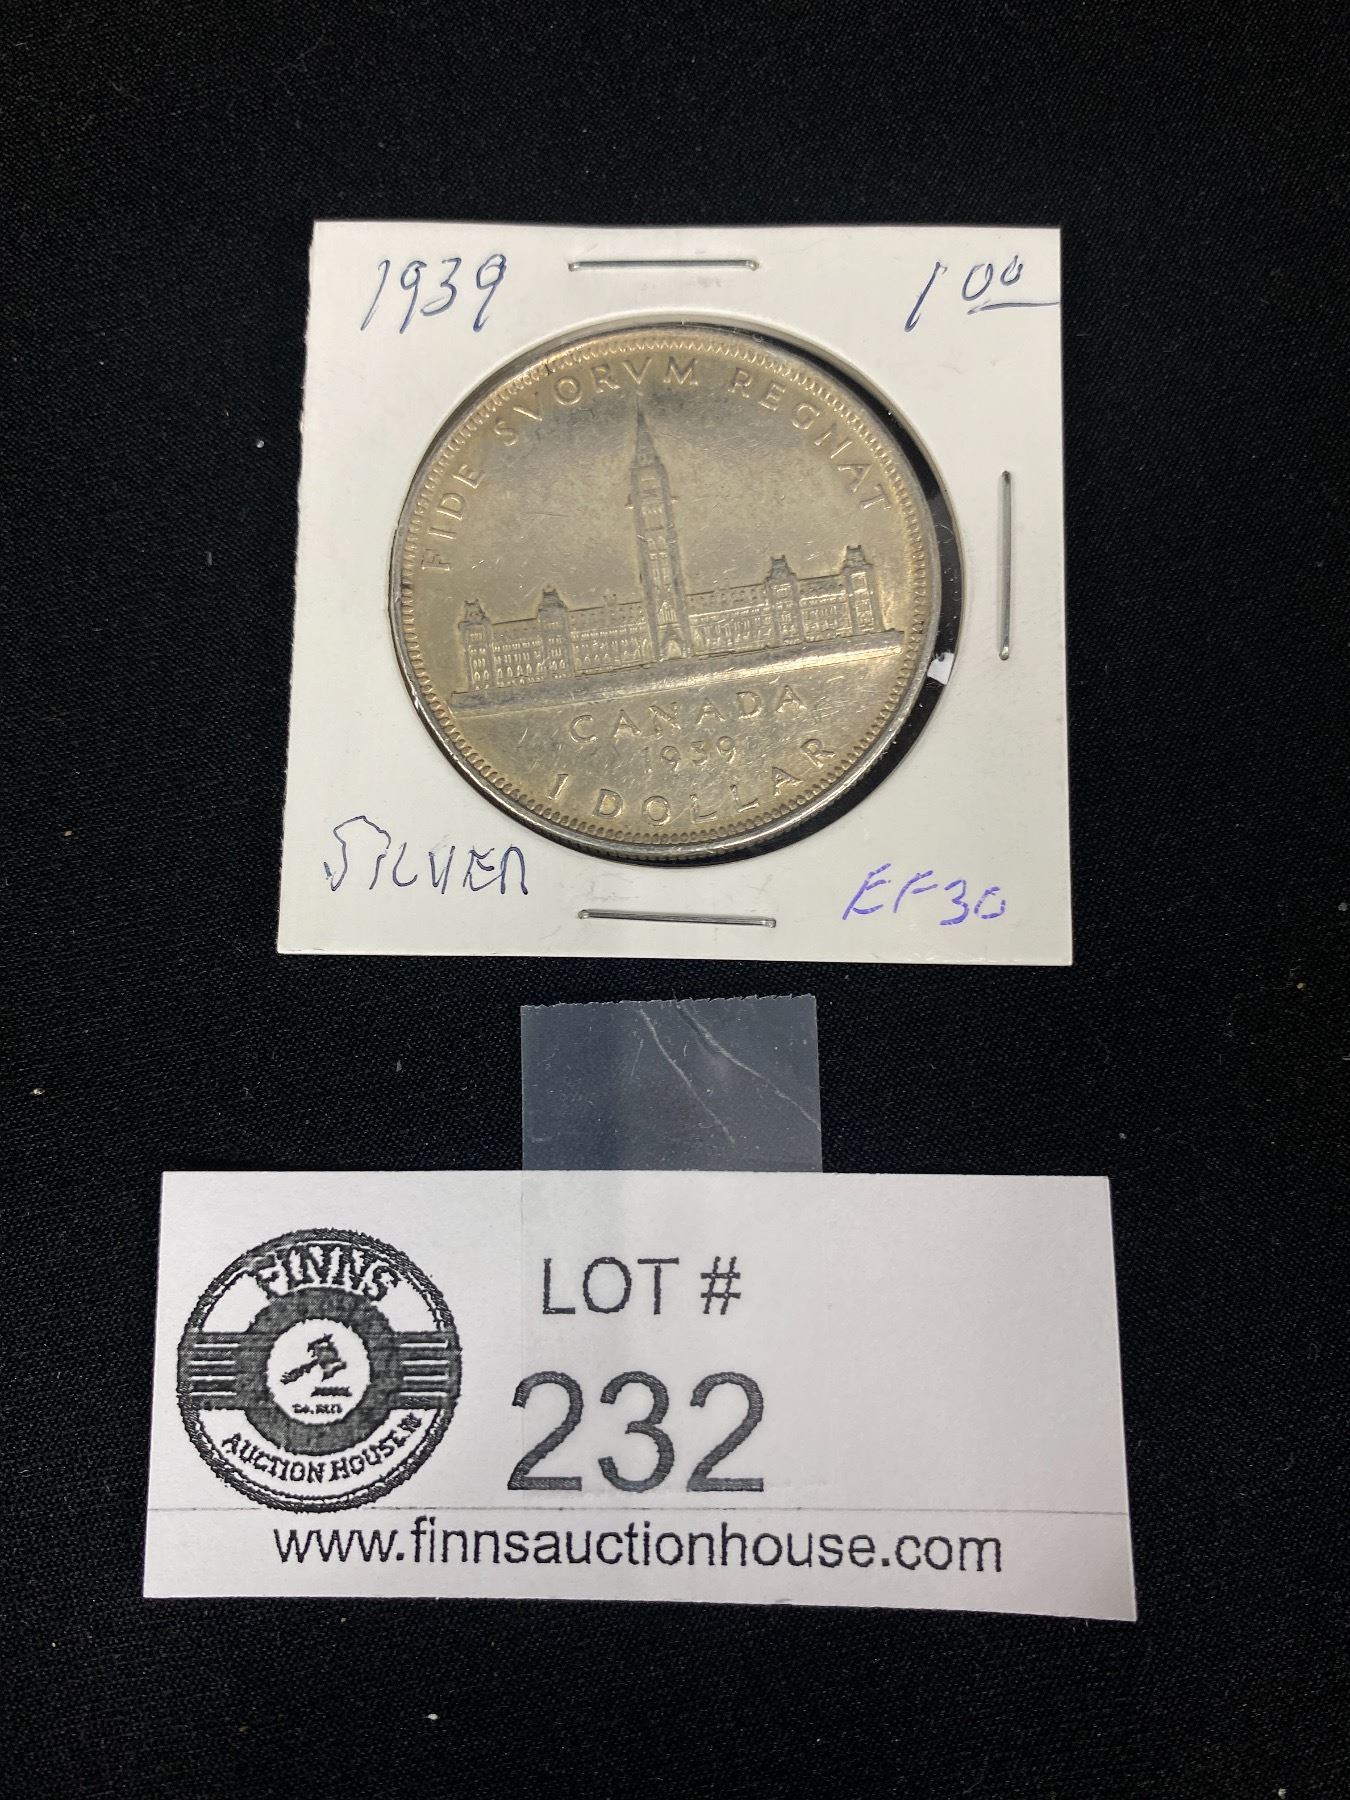 1939
1 00
FIDE SVORVM REGNAT
CANADA
1939
1 DOLLAR
SILVER
EF30
FINNS
AUCTION HOUSE
LOT #
232
www.finnsauctionhouse.com